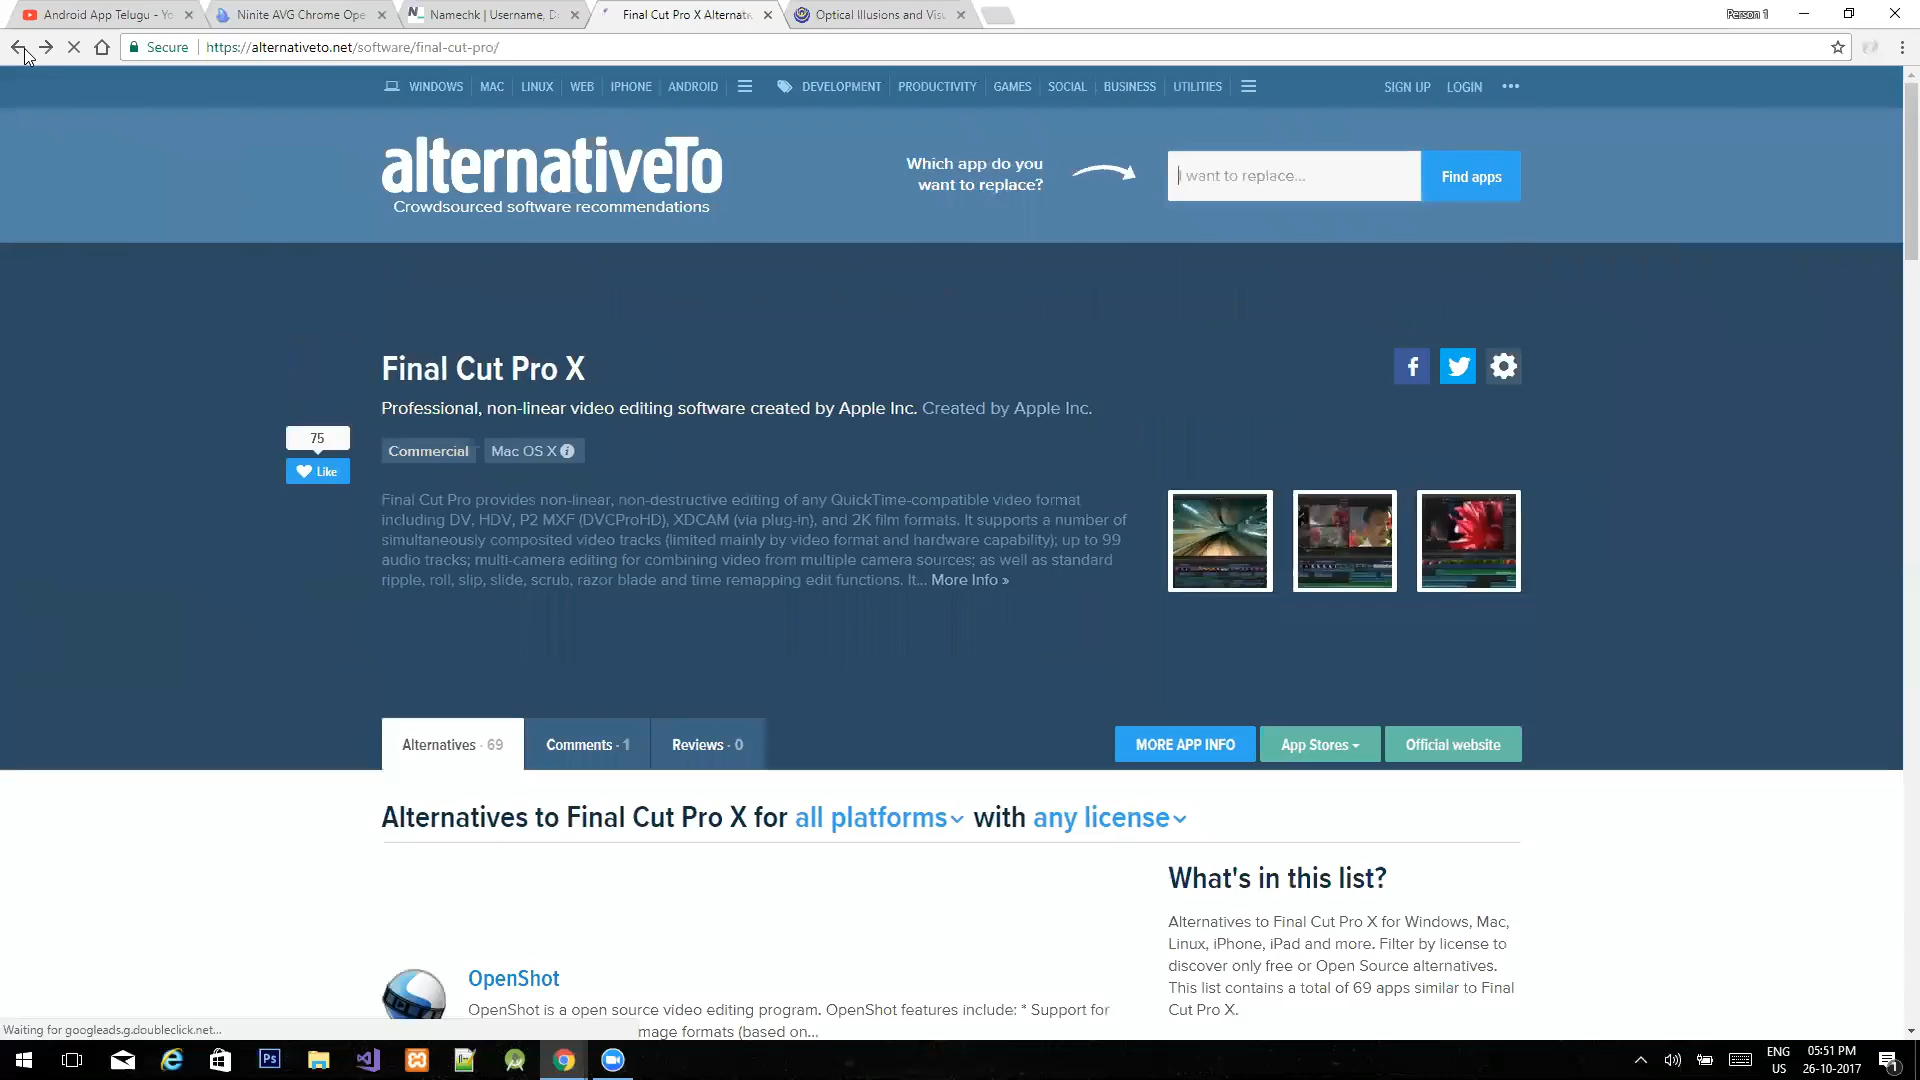 Android App Telugu - Yo
Ninite AVG Chrome Ope
Namechk | Username, D
Final Cut Pro X Alternati
Optical Illusions and Visu
Person 1
Secure
https://alternativeto.net/software/final-cut-pro/
WINDOWS MAC LINUX WEB IPHONE ANDROID DEVELOPMENT PRODUCTIVITY GAMES SOCIAL BUSINESS UTILITIES SIGN UP LOGIN
alternativeTo
Crowdsourced software recommendations
Which app do you
want to replace?
I want to replace...
Find apps
Final Cut Pro X
Professional, non-linear video editing software created by Apple Inc. Created by Apple Inc.
75
Like
Commercial
Mac OS X
Final Cut Pro provides non-linear, non-destructive editing of any QuickTime-compatible video format
including DV, HDV, P2 MXF (DVCProHD), XDCAM (via plug-in), and 2K film formats. It supports a number of
simultaneously composited video tracks (limited mainly by video format and hardware capability); up to 99
audio tracks; multi-camera editing for combining video from multiple camera sources; as well as standard
ripple, roll, slip, slide, scrub, razor blade and time remapping edit functions. It... More Info »
Alternatives - 69
Comments - 1
Reviews - 0
MORE APP INFO
App Stores
Official website
Alternatives to Final Cut Pro X for all platforms with any license
What's in this list?
Alternatives to Final Cut Pro X for Windows, Mac,
Linux, iPhone, iPad and more. Filter by license to
discover only free or Open Source alternatives.
This list contains a total of 69 apps similar to Final
Cut Pro X.
OpenShot
OpenShot is a open source video editing program. OpenShot features include: * Support for
mage formats (based on...
Waiting for googleads.g.doubleclick.net...
Ps
ENG
US
05:51 PM
26-10-2017
1